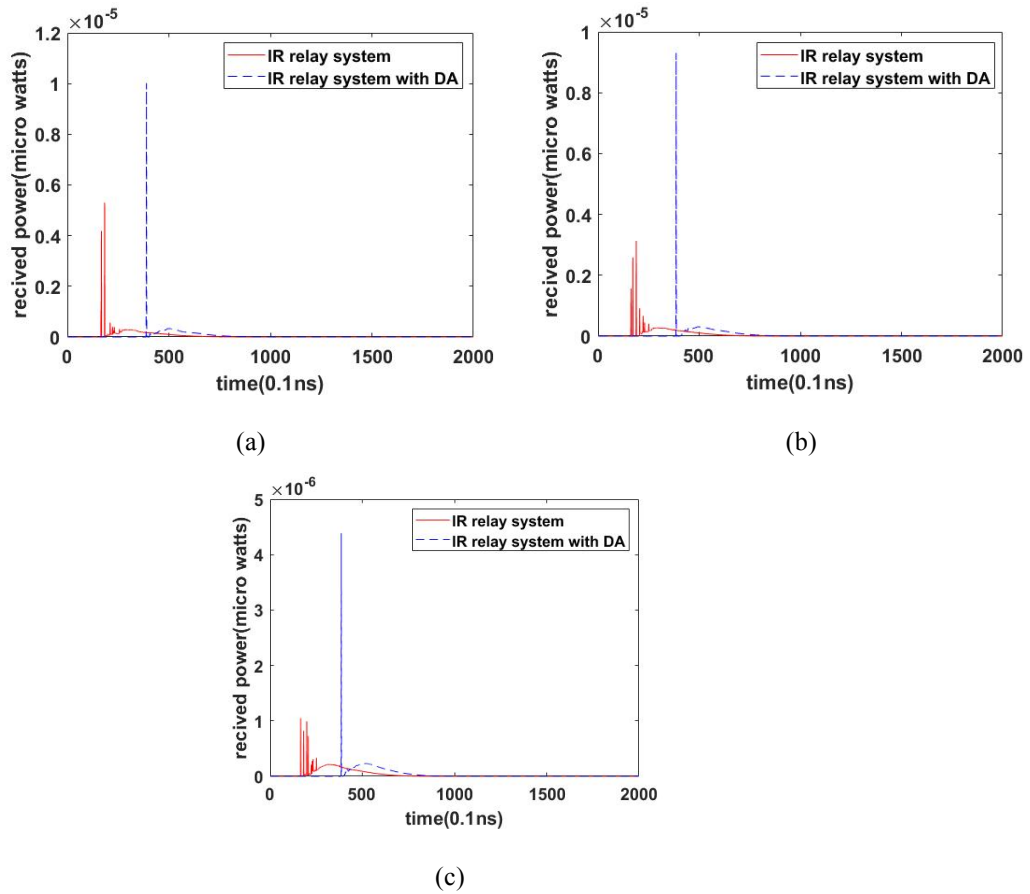 ×10⁻⁵
1.2
1
0.8
0.6
0.4
0.2
0
0 500 1000 1500 2000
recived power(micro watts)
time(0.1ns)
IR relay system
IR relay system with DA
(a)
×10⁻⁵
1
0.8
0.6
0.4
0.2
0
0 500 1000 1500 2000
recived power(micro watts)
time(0.1ns)
IR relay system
IR relay system with DA
(b)
×10⁻⁶
5
4
3
2
1
0
0 500 1000 1500 2000
recived power(micro watts)
time(0.1ns)
IR relay system
IR relay system with DA
(c)